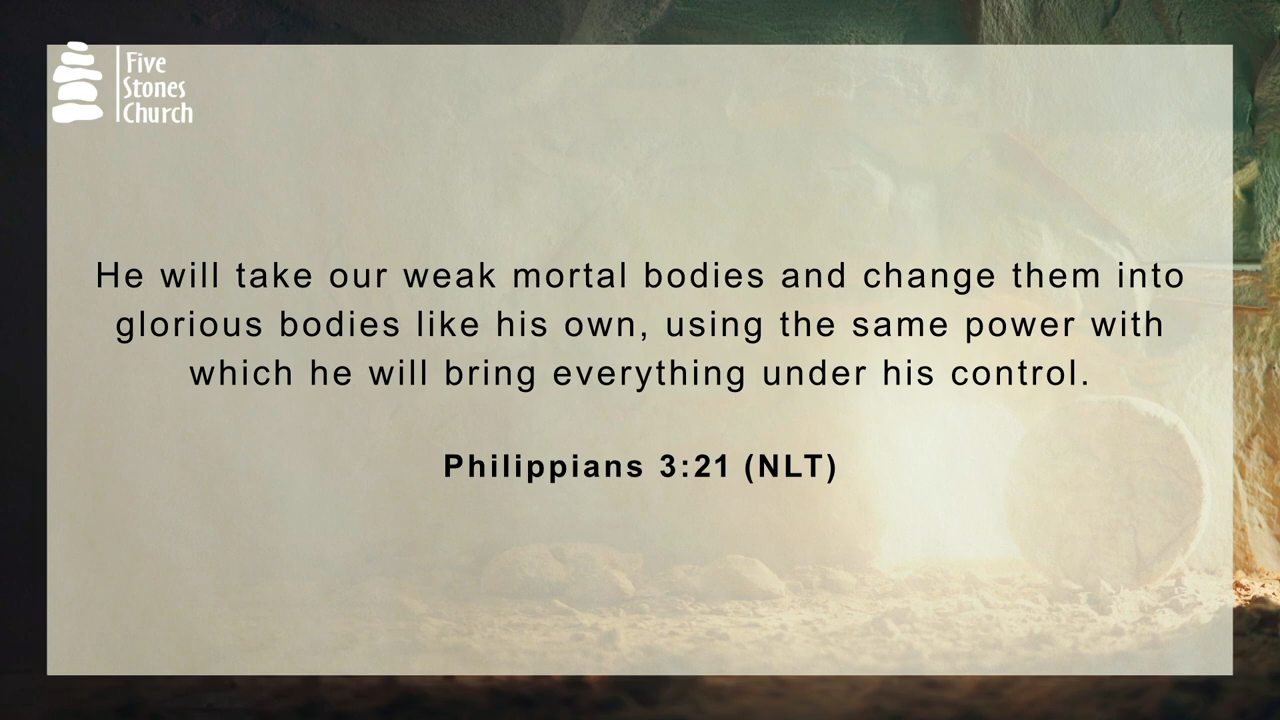 Five
Stones
Church
He will take our weak mortal bodies and change them into
glorious bodies like his own, using the same power with
which he will bring everything under his control.
Philippians 3:21 (NLT)